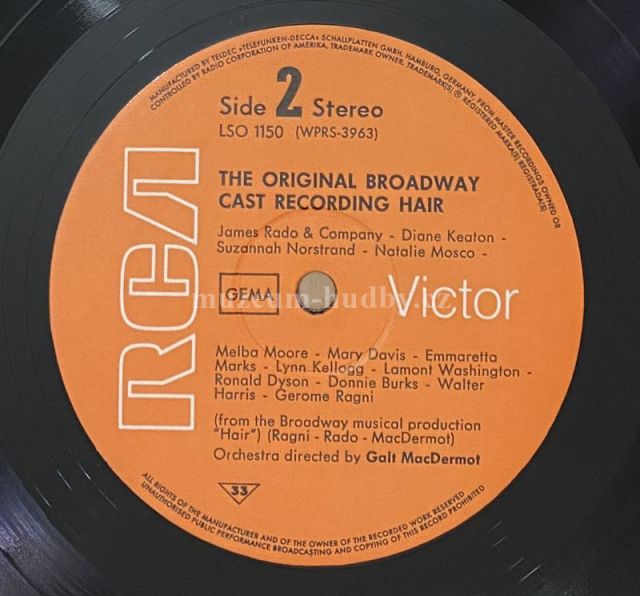 MANUFACTURED BY TELDEC »TELEFUNKEN-DECCA« SCHALLPLATTEN GMBH, HAMBURG, GERMANY, FROM MASTER RECORDINGS OWNED OR
CONTROLLED BY RADIO CORPORATION OF AMERICA, TRADEMARK OWNER, TRADEMARK(S) ® REGISTERED MARKA(S) REGISTRADA(S)
Side 2 Stereo
LSO 1150 (WPRS-3963)
THE ORIGINAL BROADWAY
CAST RECORDING HAIR
James Rado & Company - Diane Keaton -
Suzannah Norstrand - Natalie Mosco -
RCA
GEMA
Victor
muzeum-hudby.cz
Melba Moore - Mary Davis - Emmaretta
Marks - Lynn Kellogg - Lamont Washington -
Ronald Dyson - Donnie Burks - Walter
Harris - Gerome Ragni
(from the Broadway musical production
"Hair") (Ragni - Rado - MacDermot)
Orchestra directed by Galt MacDermot
33
ALL RIGHTS OF THE MANUFACTURER AND OF THE OWNER OF THE RECORDED WORK RESERVED
UNAUTHORISED PUBLIC PERFORMANCE BROADCASTING AND COPYING OF THIS RECORD PROHIBITED